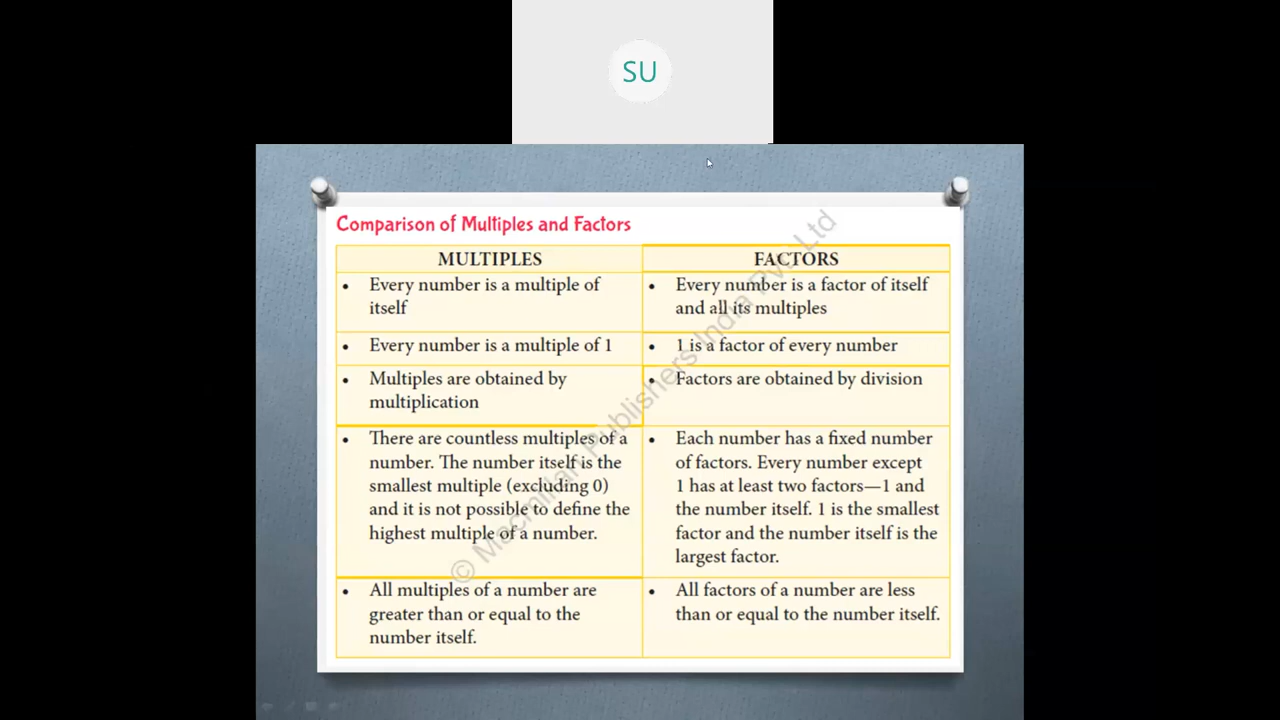 SU
Comparison of Multiples and Factors
MULTIPLES
FACTORS
• Every number is a multiple of
itself
• Every number is a factor of itself
and all its multiples
• Every number is a multiple of 1
• 1 is a factor of every number
• Multiples are obtained by
multiplication
• Factors are obtained by division
• There are countless multiples of a
number. The number itself is the
smallest multiple (excluding 0)
and it is not possible to define the
highest multiple of a number.
• Each number has a fixed number
of factors. Every number except
1 has at least two factors—1 and
the number itself. 1 is the smallest
factor and the number itself is the
largest factor.
• All multiples of a number are
greater than or equal to the
number itself.
• All factors of a number are less
than or equal to the number itself.
© Macmillan Publishers India Pvt. Ltd